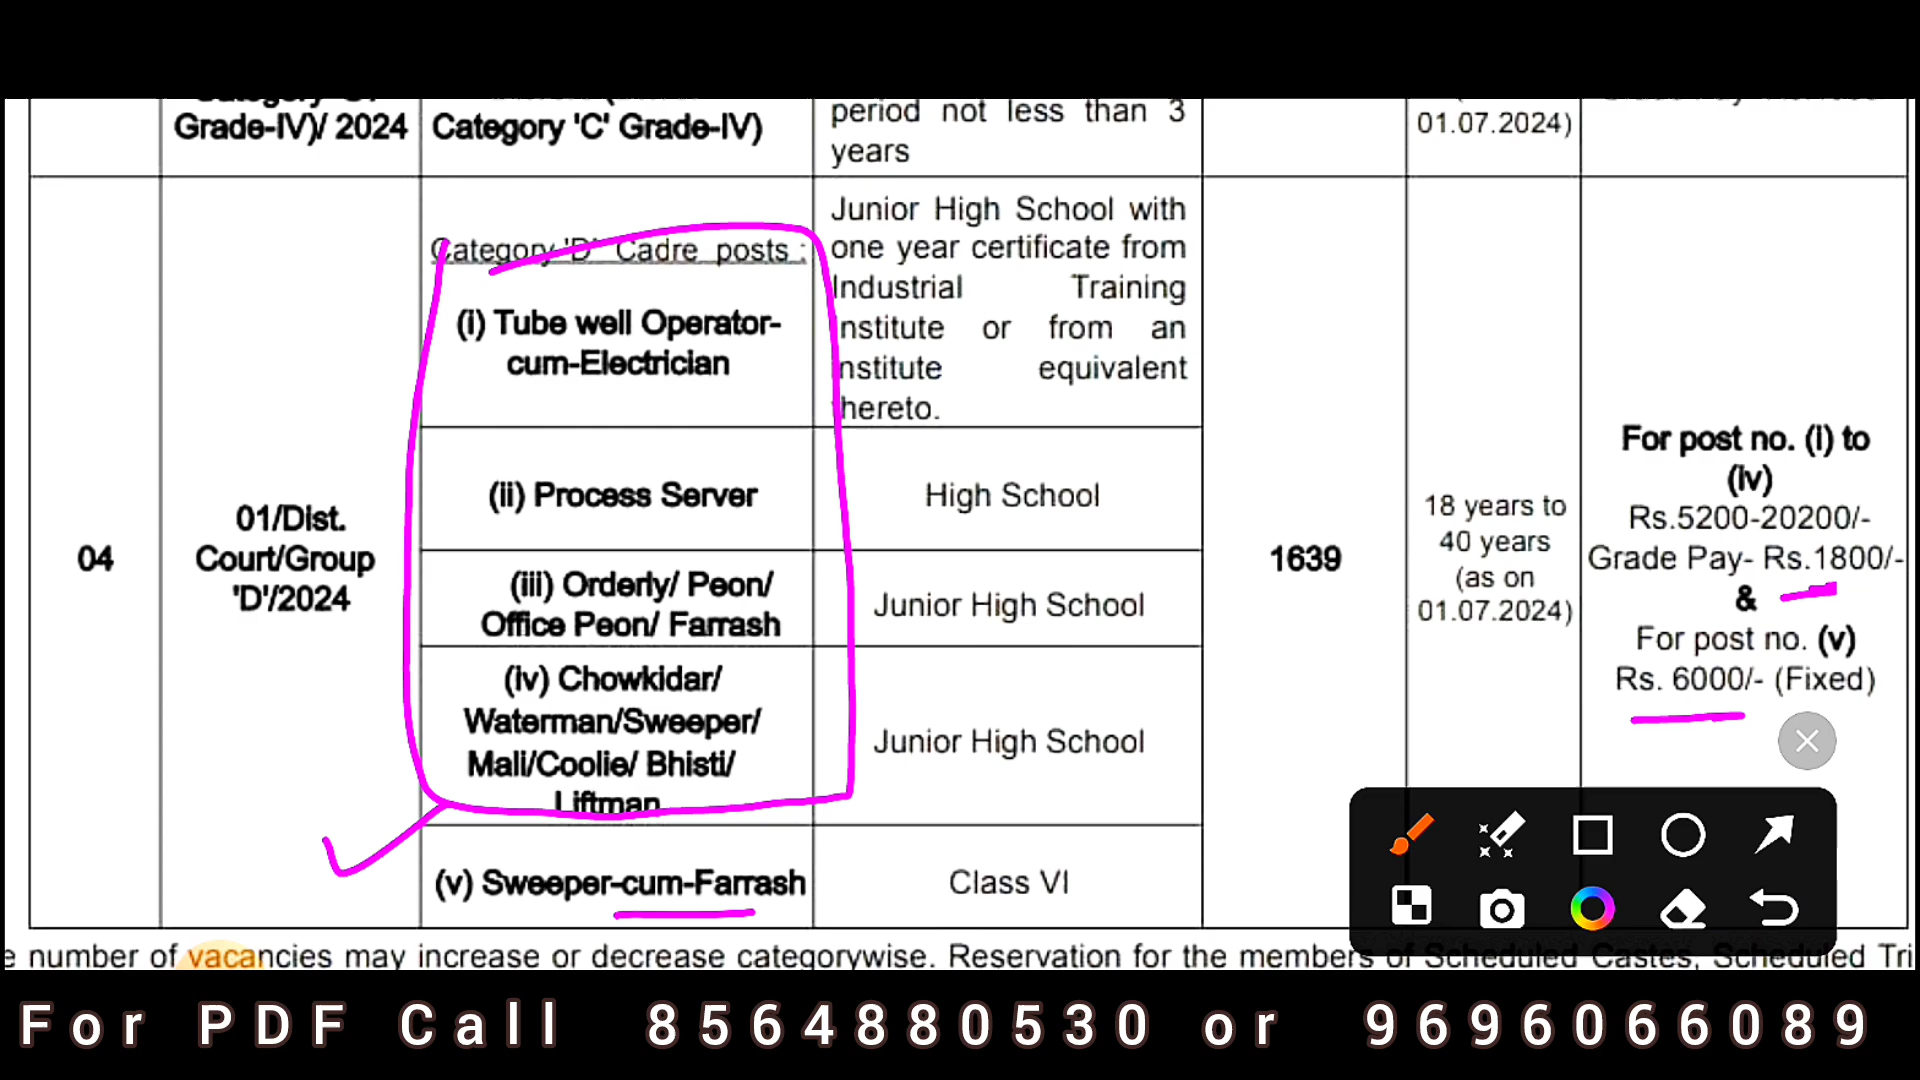 Grade-IV)/ 2024
Category 'C' Grade-IV)
period not less than 3
years
01.07.2024)
04
01/Dist.
Court/Group
'D'/2024
Category 'D' Cadre posts :
(i) Tube well Operator-
cum-Electrician
Junior High School with
one year certificate from
Industrial Training
Institute or from an
institute equivalent
thereto.
(ii) Process Server
High School
(iii) Orderly/ Peon/
Office Peon/ Farrash
Junior High School
(iv) Chowkidar/
Waterman/Sweeper/
Mali/Coolie/ Bhisti/
Liftman
Junior High School
(v) Sweeper-cum-Farrash
Class VI
1639
18 years to
40 years
(as on
01.07.2024)
For post no. (i) to
(iv)
Rs.5200-20200/-
Grade Pay- Rs.1800/-
&
For post no. (v)
Rs. 6000/- (Fixed)
e number of vacancies may increase or decrease categorywise. Reservation for the members of Scheduled Castes, Scheduled Tri
For PDF Call 8564880530 or 9696066089